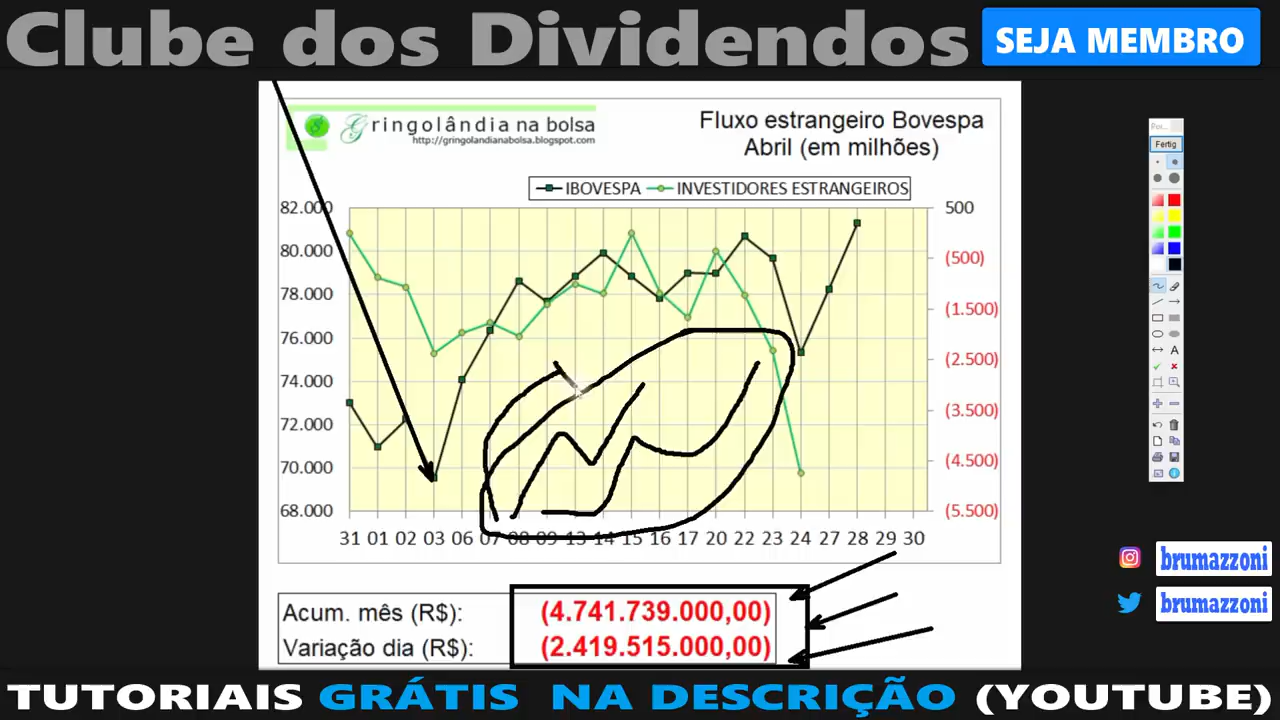 Clube dos Dividendos
SEJA MEMBRO
Gringolândia na bolsa
http://gringolandianabolsa.blogspot.com
Fluxo estrangeiro Bovespa
Abril (em milhões)
IBOVESPA INVESTIDORES ESTRANGEIROS
82.000 500
80.000 (500)
78.000 (1.500)
76.000 (2.500)
74.000 (3.500)
72.000 (4.500)
70.000 (5.500)
68.000
31 01 02 03 06 07 08 09 13 14 15 16 17 20 22 23 24 27 28 29 30
Fertig
A
brumazzoni
brumazzoni
Acum. mês (R$): (4.741.739.000,00)
Variação dia (R$): (2.419.515.000,00)
TUTORIAIS GRÁTIS NA DESCRIÇÃO (YOUTUBE)